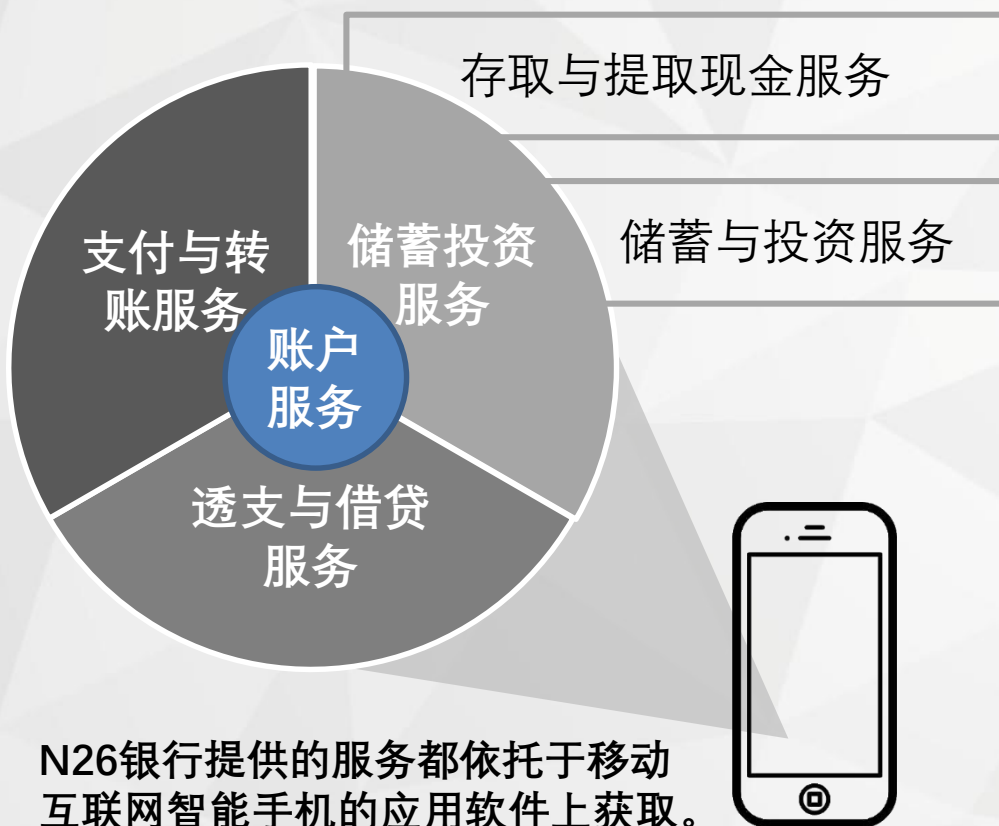 存取与提取现金服务
储蓄与投资服务
支付与转
账服务
储蓄投资
服务
账户
服务
透支与借贷
服务
N26银行提供的服务都依托于移动
互联网智能手机的应用软件上获取。